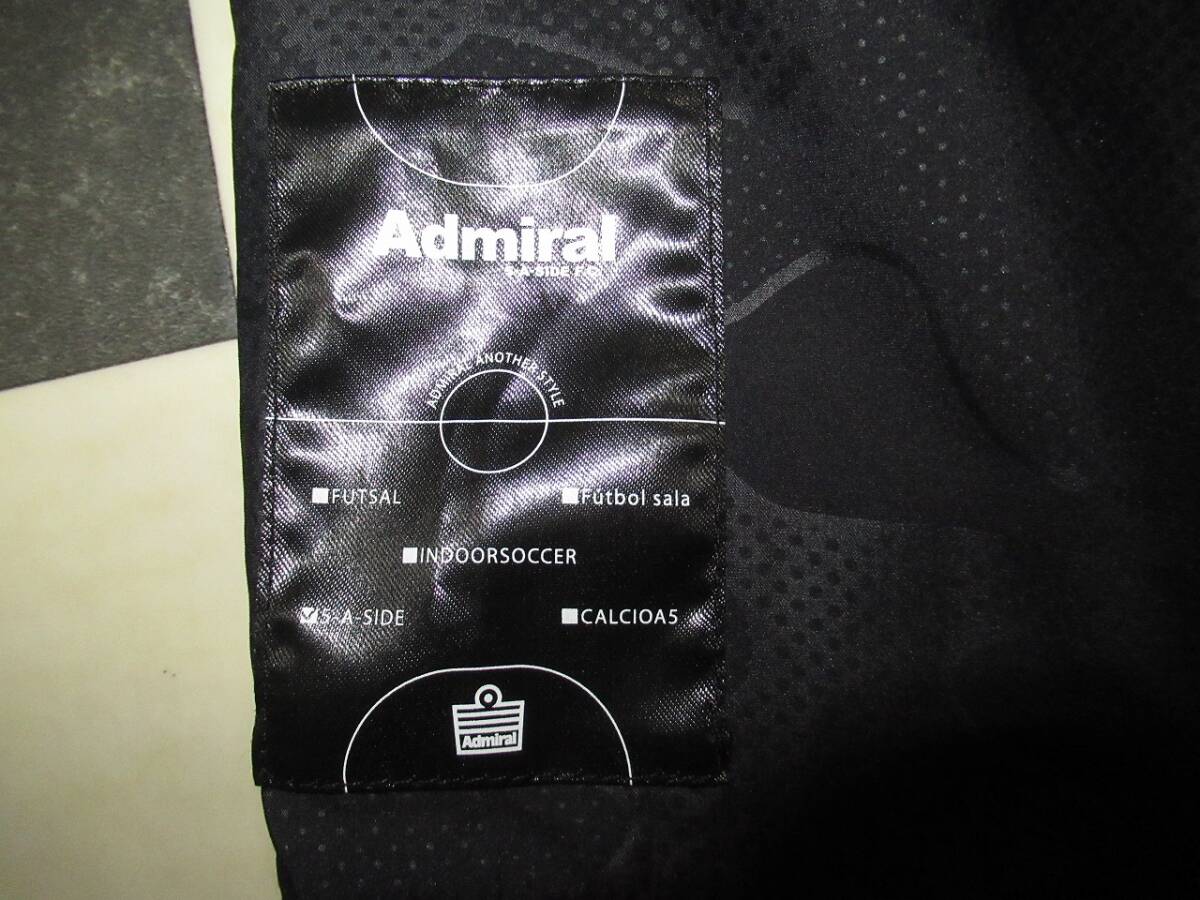 Admiral
5-A-SIDE F.C.
ADMIRAL ANOTHER STYLE
FUTSAL
Fútbol sala
INDOORSOCCER
5-A-SIDE
CALCIOA5
Admiral